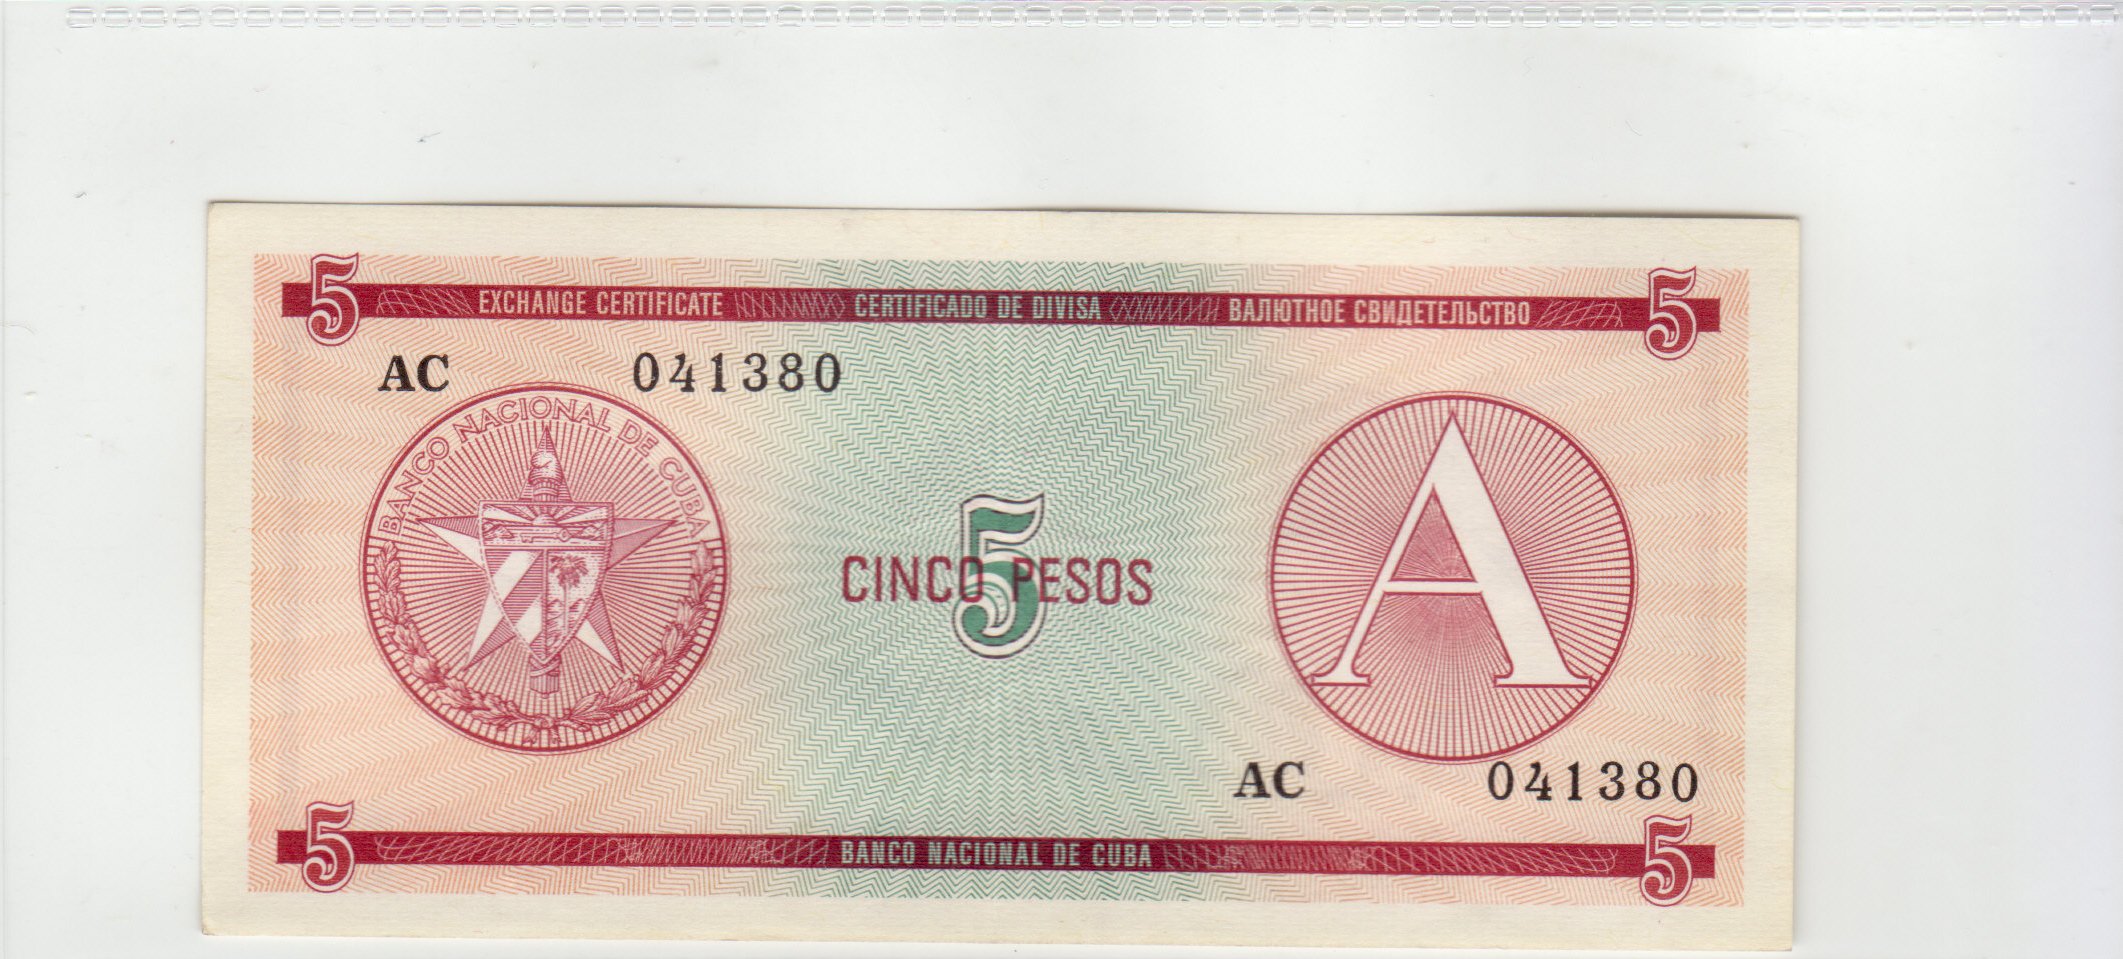 5 EXCHANGE CERTIFICATE CERTIFICADO DE DIVISA ВАЛЮТНОЕ СВИДЕТЕЛЬСТВО 5
AC 041380
BANCO NACIONAL DE CUBA
5
CINCO PESOS
A
AC 041380
5 BANCO NACIONAL DE CUBA 5